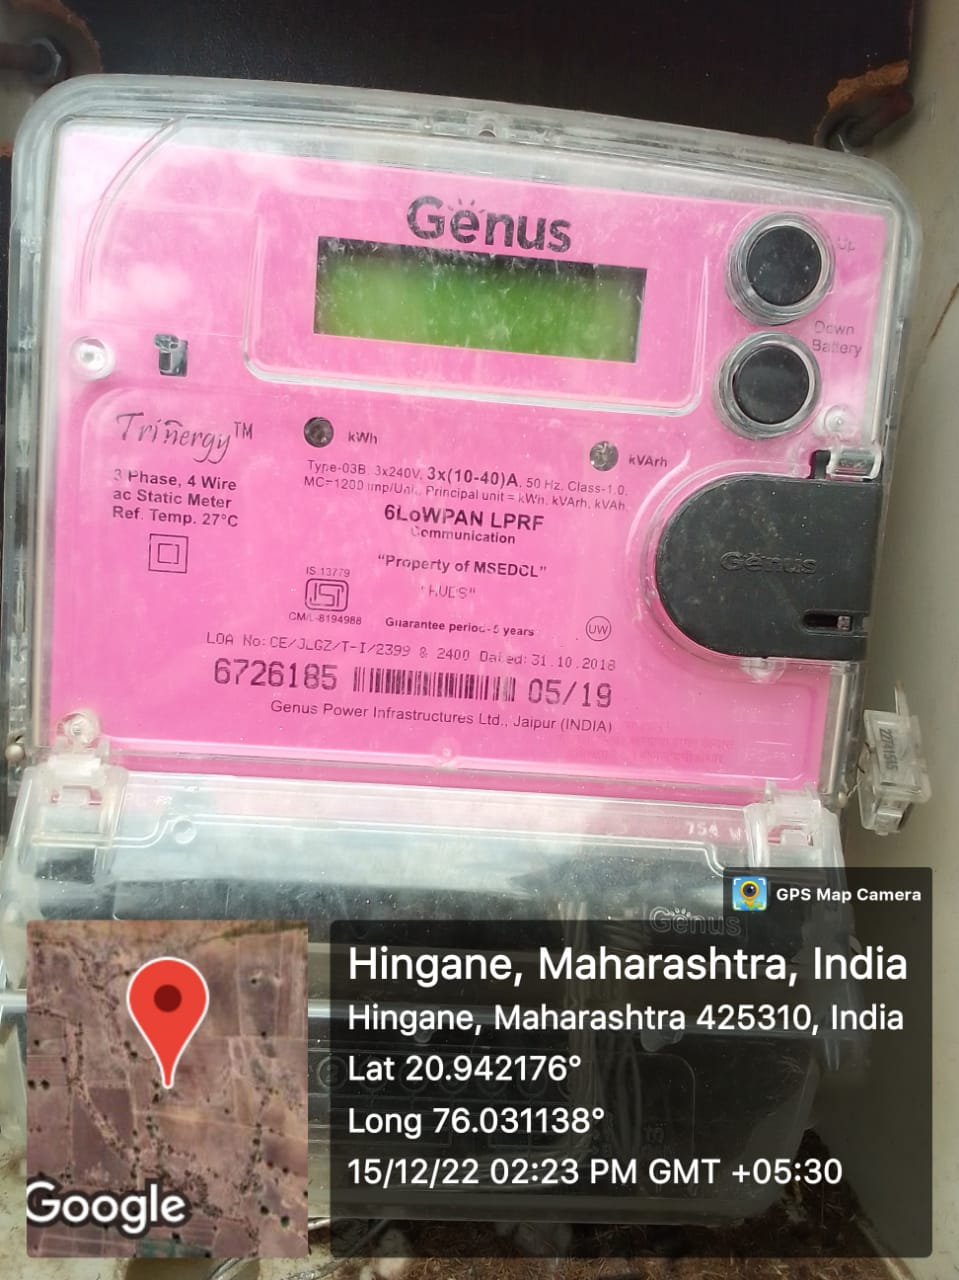 Genus
Up
Down
Battery
Trinergy™
kWh
kVArh
3 Phase, 4 Wire
ac Static Meter
Ref. Temp. 27°C
Type-03B, 3x240V, 3x(10-40)A, 50 Hz, Class-1.0,
MC=1200 imp/Unit, Principal unit = kWh, kVArh, kVAh.
6LoWPAN LPRF
Communication
"Property of MSEDCL"
IS 13779
ISI
CM/L-8194988
Guarantee period-5 years
UW
Genus
LOA No: CE/JLGZ/T-I/2399 & 2400 Dated: 31.10.2018
6726185 05/19
Genus Power Infrastructures Ltd., Jaipur (INDIA)
Genus
GPS Map Camera
Hingane, Maharashtra, India
Hingane, Maharashtra 425310, India
Lat 20.942176°
Long 76.031138°
15/12/22 02:23 PM GMT +05:30
Google